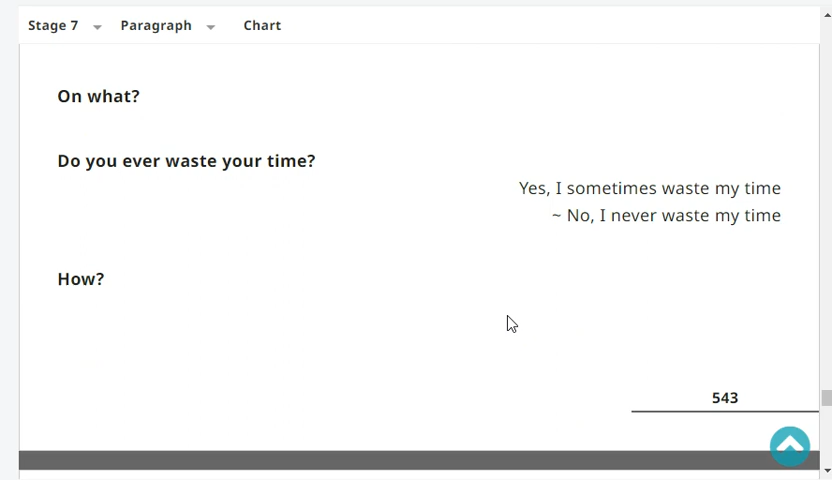 Stage 7 Paragraph Chart
On what?
Do you ever waste your time?
Yes, I sometimes waste my time
~ No, I never waste my time
How?
543